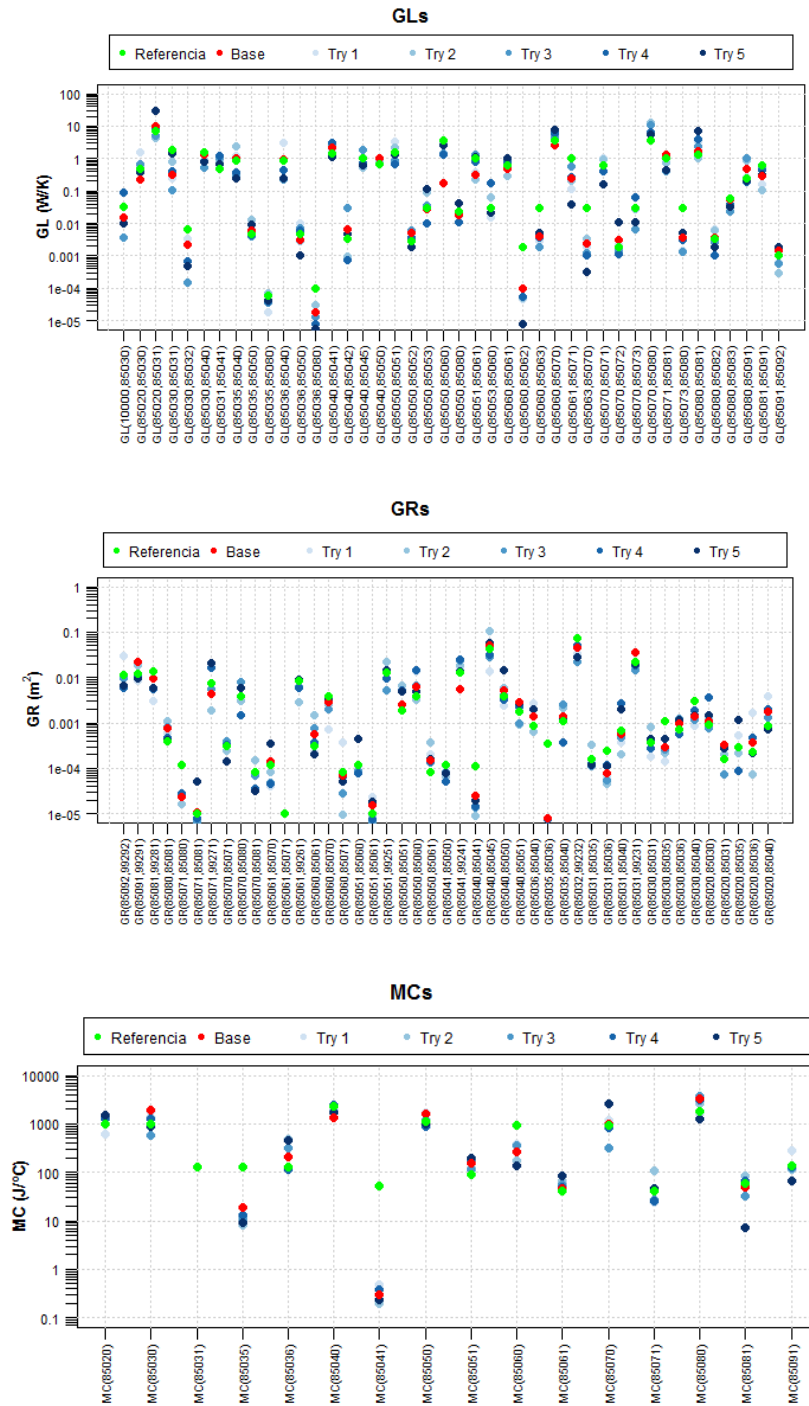 GLs
Referencia Base Try 1 Try 2 Try 3 Try 4 Try 5
GL (W/K)
100
10
1
0.1
0.01
0.001
1e-04
1e-05
GL(10000,85030)
GL(85020,85030)
GL(85020,85031)
GL(85030,85031)
GL(85030,85032)
GL(85030,85040)
GL(85031,85041)
GL(85035,85040)
GL(85035,85050)
GL(85035,85080)
GL(85036,85040)
GL(85036,85050)
GL(85036,85080)
GL(85040,85041)
GL(85040,85042)
GL(85040,85045)
GL(85040,85050)
GL(85050,85051)
GL(85050,85052)
GL(85050,85053)
GL(85050,85060)
GL(85050,85080)
GL(85051,85061)
GL(85053,85060)
GL(85060,85061)
GL(85060,85062)
GL(85060,85063)
GL(85060,85070)
GL(85061,85071)
GL(85063,85070)
GL(85070,85071)
GL(85070,85072)
GL(85070,85073)
GL(85070,85080)
GL(85071,85081)
GL(85073,85080)
GL(85080,85081)
GL(85080,85082)
GL(85080,85083)
GL(85080,85091)
GL(85081,85091)
GL(85091,85092)
GRs
Referencia Base Try 1 Try 2 Try 3 Try 4 Try 5
GR (m²)
1
0.1
0.01
0.001
1e-04
1e-05
GR(85092,99292)
GR(85091,99291)
GR(85081,99281)
GR(85080,85081)
GR(85071,85080)
GR(85071,85081)
GR(85071,99271)
GR(85070,85071)
GR(85070,85080)
GR(85070,85081)
GR(85061,85070)
GR(85061,85071)
GR(85061,99261)
GR(85060,85061)
GR(85060,85070)
GR(85060,85071)
GR(85051,85060)
GR(85051,85061)
GR(85051,99251)
GR(85050,85051)
GR(85050,85060)
GR(85050,85061)
GR(85041,85050)
GR(85041,99241)
GR(85040,85041)
GR(85040,85045)
GR(85040,85050)
GR(85040,85051)
GR(85036,85040)
GR(85035,85036)
GR(85035,85040)
GR(85032,99232)
GR(85031,85035)
GR(85031,85036)
GR(85031,85040)
GR(85031,99231)
GR(85030,85031)
GR(85030,85035)
GR(85030,85036)
GR(85030,85040)
GR(85020,85030)
GR(85020,85031)
GR(85020,85035)
GR(85020,85036)
GR(85020,85040)
MCs
Referencia Base Try 1 Try 2 Try 3 Try 4 Try 5
MC (J/ºC)
10000
1000
100
10
1
0.1
MC(85020)
MC(85030)
MC(85031)
MC(85035)
MC(85036)
MC(85040)
MC(85041)
MC(85050)
MC(85051)
MC(85060)
MC(85061)
MC(85070)
MC(85071)
MC(85080)
MC(85081)
MC(85091)